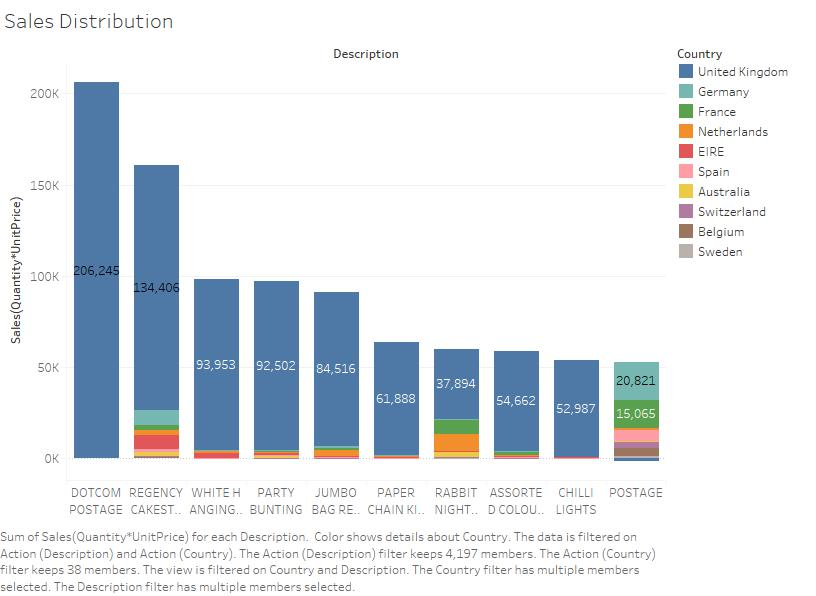 Sales Distribution
Description
Country
United Kingdom
Germany
France
Netherlands
EIRE
Spain
Australia
Switzerland
Belgium
Sweden
Sales(Quantity*UnitPrice)
200K
150K
100K
50K
0K
206,245
134,406
93,953
92,502
84,516
61,888
37,894
54,662
52,987
20,821
15,065
DOTCOM
POSTAGE
REGENCY
CAKEST..
WHITE H
ANGING..
PARTY
BUNTING
JUMBO
BAG RE..
PAPER
CHAIN KI..
RABBIT
NIGHT..
ASSORTE
D COLOU..
CHILLI
LIGHTS
POSTAGE
Sum of Sales(Quantity*UnitPrice) for each Description.  Color shows details about Country. The data is filtered on
Action (Description) and Action (Country). The Action (Description) filter keeps 4,197 members. The Action (Country)
filter keeps 38 members. The view is filtered on Country and Description. The Country filter has multiple members
selected. The Description filter has multiple members selected.